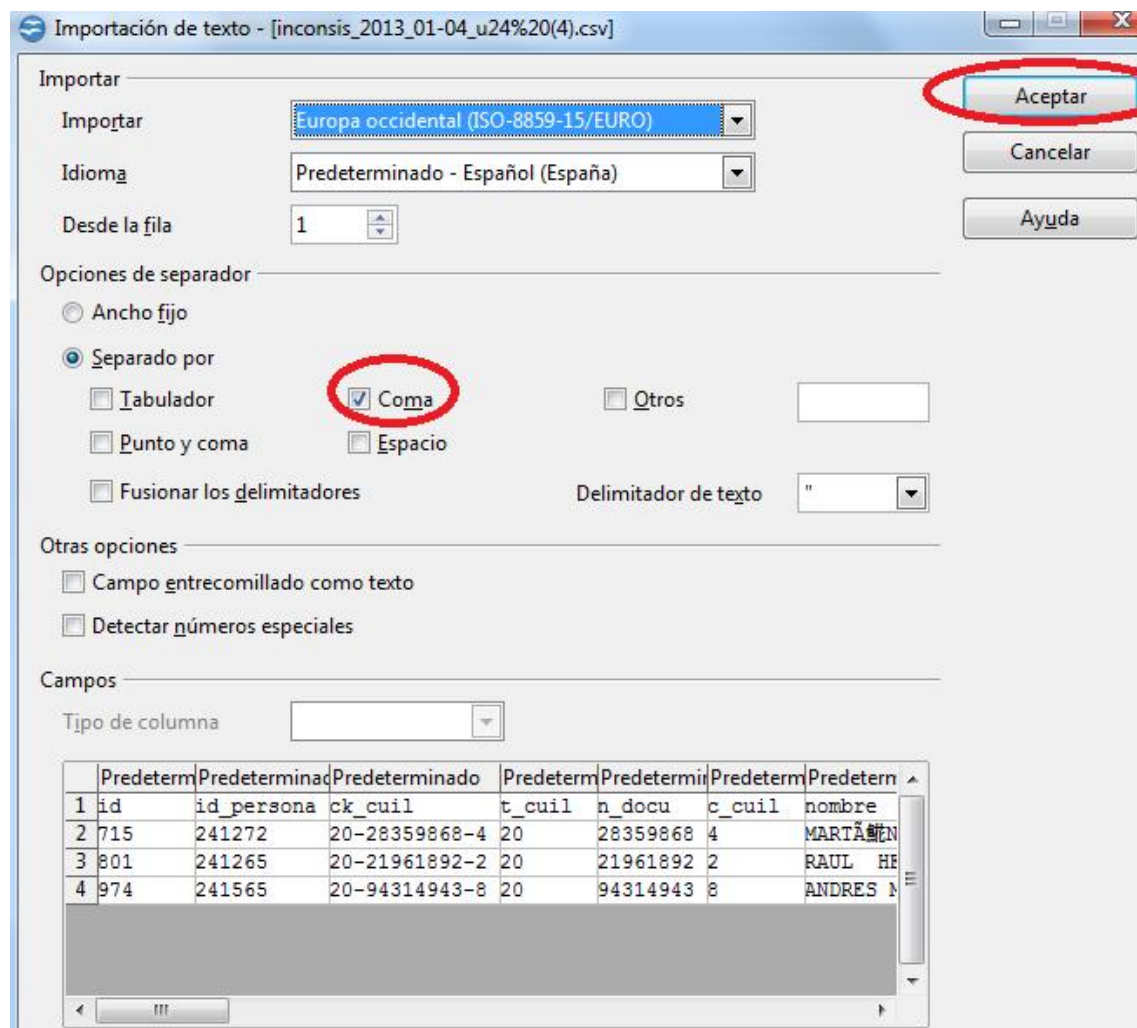 Importación de texto - [inconsis_2013_01-04_u24%20(4).csv]
Importar
Aceptar
Importar Europa occidental (ISO-8859-15/EURO)
Cancelar
Idioma Predeterminado - Español (España)
Desde la fila 1
Ayuda
Opciones de separador
Ancho fijo
Separado por
Tabulador Coma Otros
Punto y coma Espacio
Fusionar los delimitadores Delimitador de texto "
Otras opciones
Campo entrecomillado como texto
Detectar números especiales
Campos
Tipo de columna
Predeterm Predeterminad Predeterminado Predeterm Predetermi Predeterm Predeterm
1 id id_persona ck_cuil t_cuil n_docu c_cuil nombre
2 715 241272 20-28359868-4 20 28359868 4
3 801 241265 20-21961892-2 20 21961892 2 RAUL HE
4 974 241565 20-94314943-8 20 94314943 8 ANDRES M